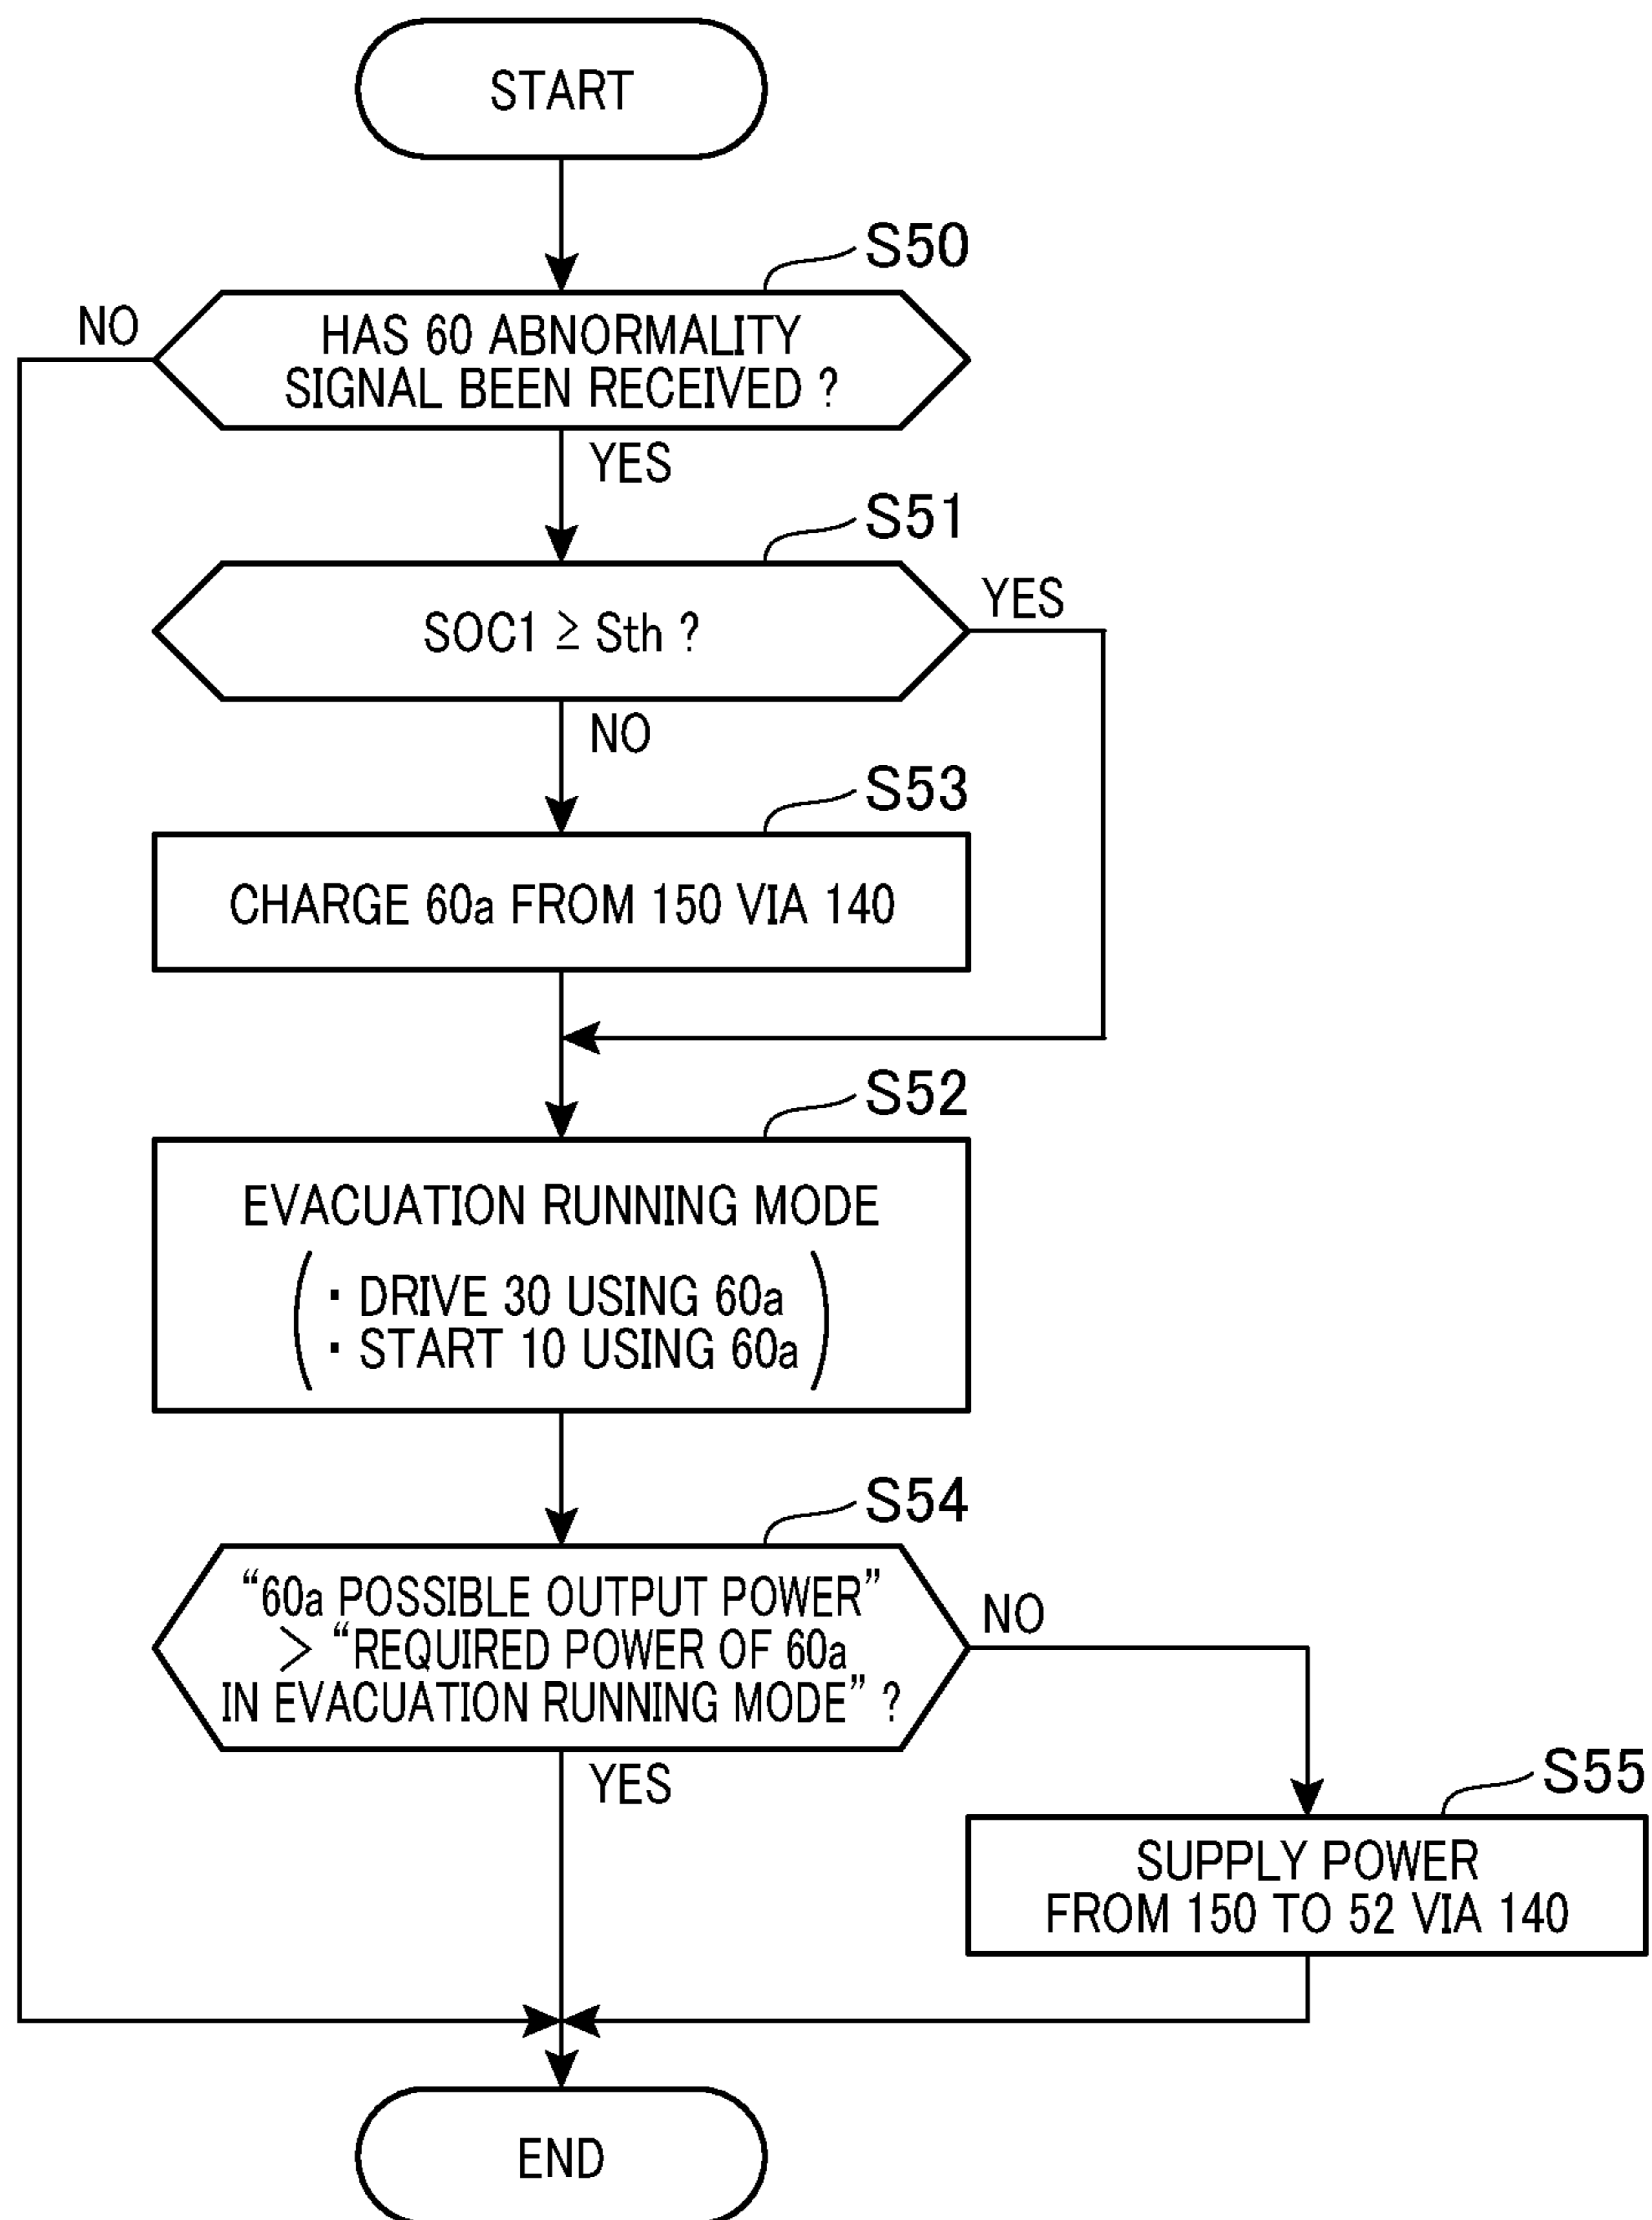 START
S50
NO
HAS 60 ABNORMALITY
SIGNAL BEEN RECEIVED ?
YES
S51
YES
SOC1 ≧ Sth ?
NO
S53
CHARGE 60a FROM 150 VIA 140
S52
EVACUATION RUNNING MODE
・DRIVE 30 USING 60a
・START 10 USING 60a
S54
“60a POSSIBLE OUTPUT POWER”
＞ “REQUIRED POWER OF 60a
IN EVACUATION RUNNING MODE” ?
NO
YES
S55
SUPPLY POWER
FROM 150 TO 52 VIA 140
END